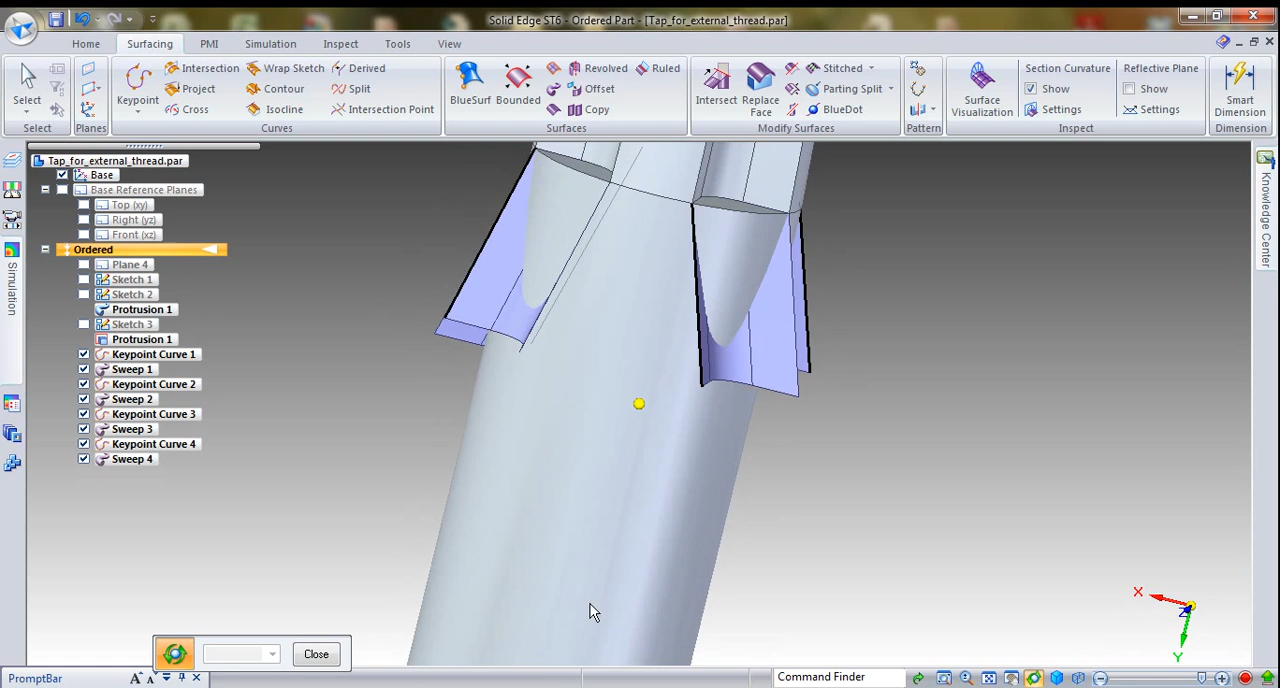 Solid Edge ST6 - Ordered Part - [Tap_for_external_thread.par]
Home Surfacing PMI Simulation Inspect Tools View
Intersection Wrap Sketch Derived Revolved Ruled Stitched Section Curvature Reflective Plane
Project Contour Split Offset Parting Split Show Show
Select Keypoint Cross Isocline Intersection Point BlueSurf Bounded Copy Intersect Replace Face BlueDot Surface Visualization Settings Settings Smart Dimension
Select Planes Curves Surfaces Modify Surfaces Pattern Inspect Dimension
Tap_for_external_thread.par
Base
Base Reference Planes
Top (xy)
Right (yz)
Front (xz)
Ordered
Plane 4
Sketch 1
Sketch 2
Protrusion 1
Sketch 3
Protrusion 1
Keypoint Curve 1
Sweep 1
Keypoint Curve 2
Sweep 2
Keypoint Curve 3
Sweep 3
Keypoint Curve 4
Sweep 4
Simulation
Knowledge Center
X
Z
Y
Close
PromptBar A A Command Finder